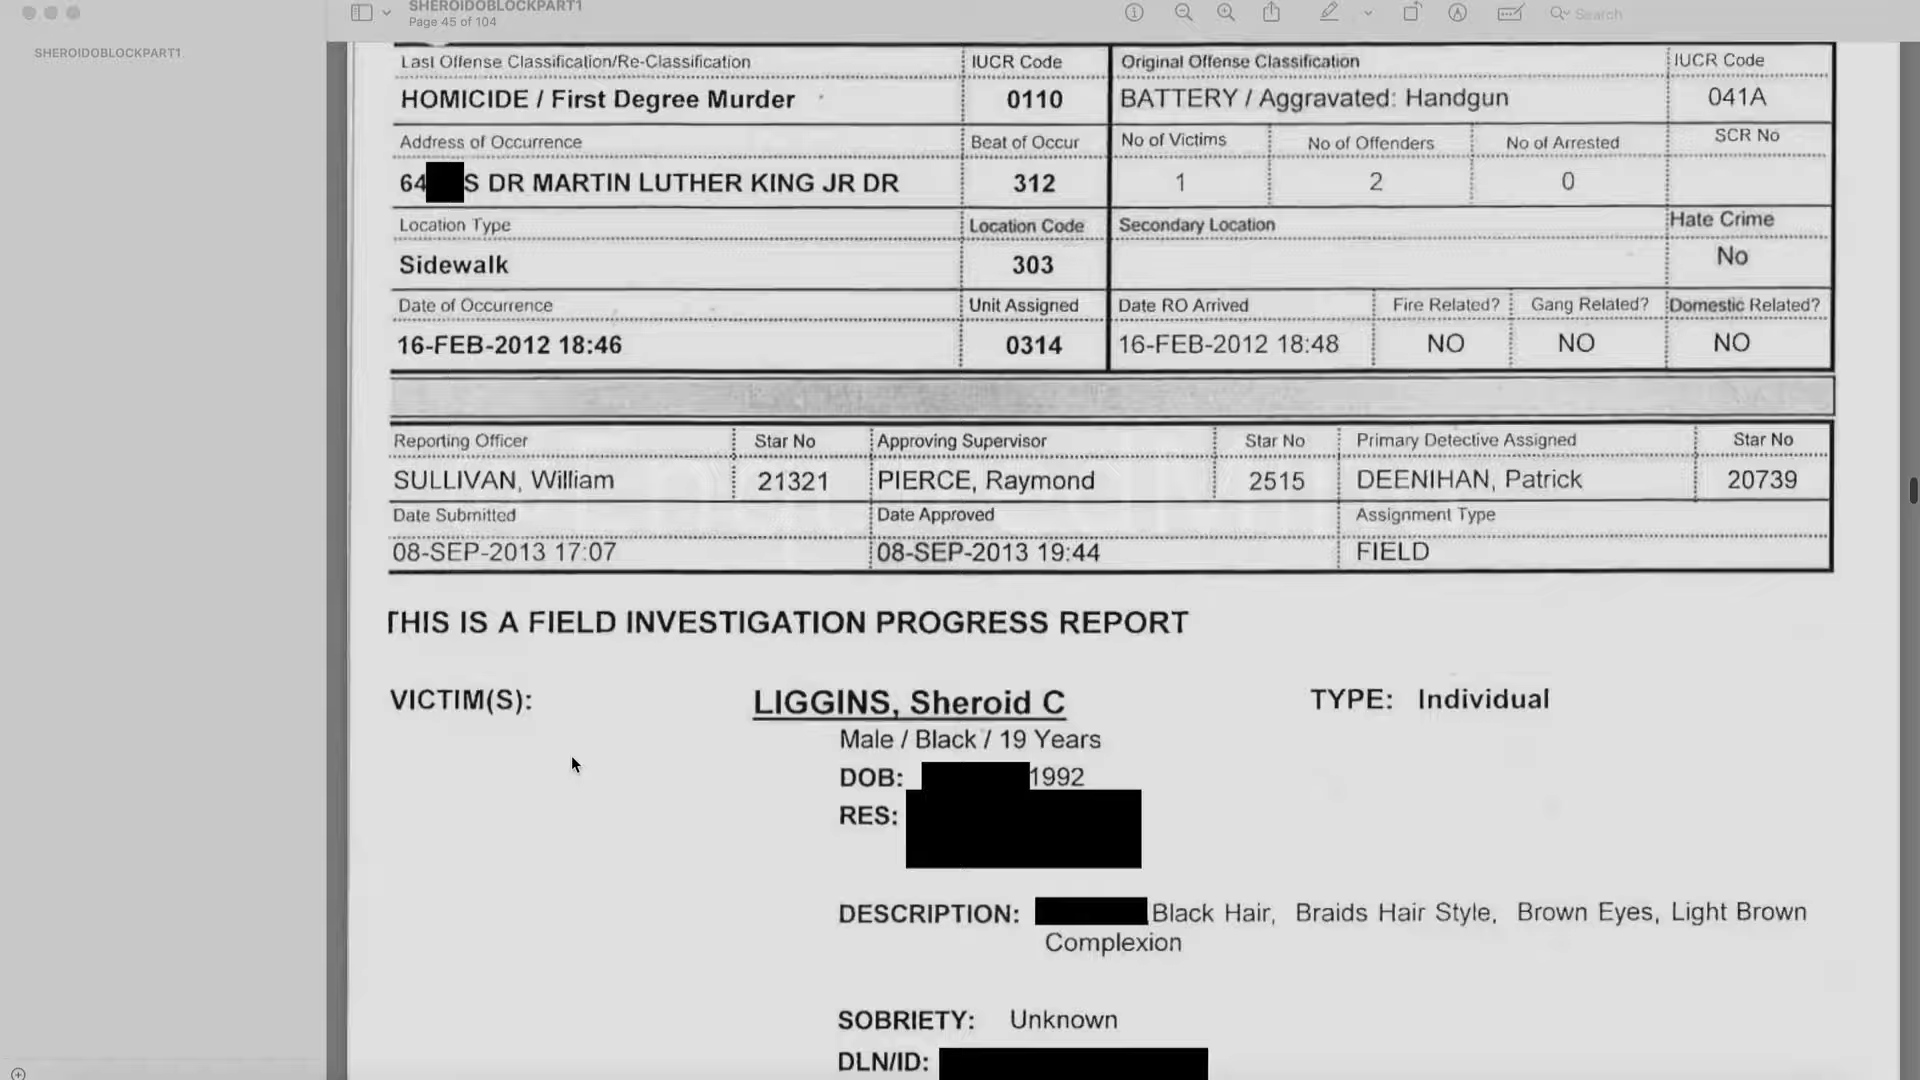 SHEROIDOBLOCKPART1
Page 45 of 104
Search
SHEROIDOBLOCKPART1
Last Offense Classification/Re-Classification IUCR Code Original Offense Classification IUCR Code
HOMICIDE / First Degree Murder 0110 BATTERY / Aggravated: Handgun 041A
Address of Occurrence Beat of Occur No of Victims No of Offenders No of Arrested SCR No
64 S DR MARTIN LUTHER KING JR DR 312 1 2 0
Location Type Location Code Secondary Location Hate Crime
Sidewalk 303 No
Date of Occurrence Unit Assigned Date RO Arrived Fire Related? Gang Related? Domestic Related?
16-FEB-2012 18:46 0314 16-FEB-2012 18:48 NO NO NO
Reporting Officer Star No Approving Supervisor Star No Primary Detective Assigned Star No
SULLIVAN, William 21321 PIERCE, Raymond 2515 DEENIHAN, Patrick 20739
Date Submitted Date Approved Assignment Type
08-SEP-2013 17:07 08-SEP-2013 19:44 FIELD
THIS IS A FIELD INVESTIGATION PROGRESS REPORT
VICTIM(S): LIGGINS, Sheroid C TYPE: Individual
Male / Black / 19 Years
DOB: 1992
RES:
DESCRIPTION: Black Hair, Braids Hair Style, Brown Eyes, Light Brown
Complexion
SOBRIETY: Unknown
DLN/ID: